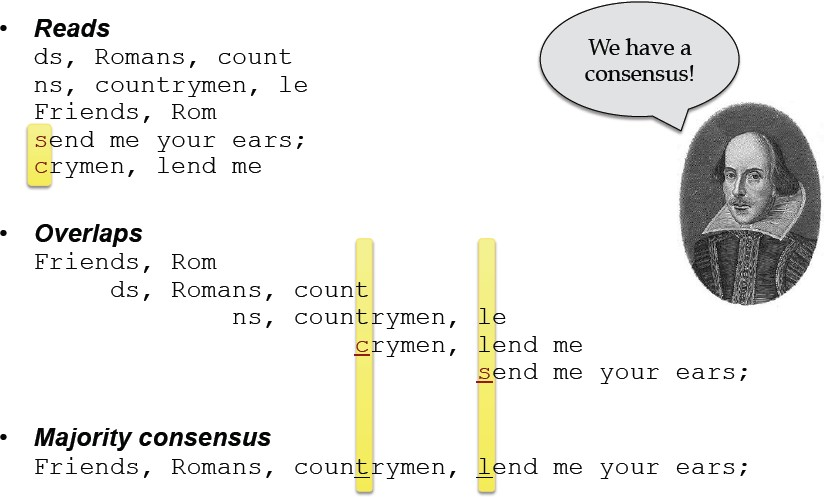 • Reads
ds, Romans, count
ns, countrymen, le
Friends, Rom
send me your ears;
crymen, lend me
We have a
consensus!
• Overlaps
Friends, Rom
ds, Romans, count
ns, countrymen, le
crymen, lend me
send me your ears;
• Majority consensus
Friends, Romans, countrymen, lend me your ears;